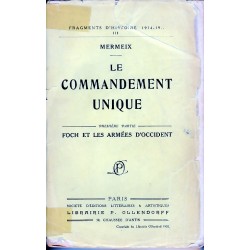 FRAGMENTS D'HISTOIRE 1914-19..
III
MERMEIX
LE
COMMANDEMENT
UNIQUE
PREMIÈRE PARTIE
FOCH ET LES ARMÉES D'OCCIDENT
PARIS
SOCIÉTÉ D'ÉDITIONS LITTÉRAIRES & ARTISTIQUES
LIBRAIRIE P. OLLENDORFF
50, CHAUSSÉE D'ANTIN